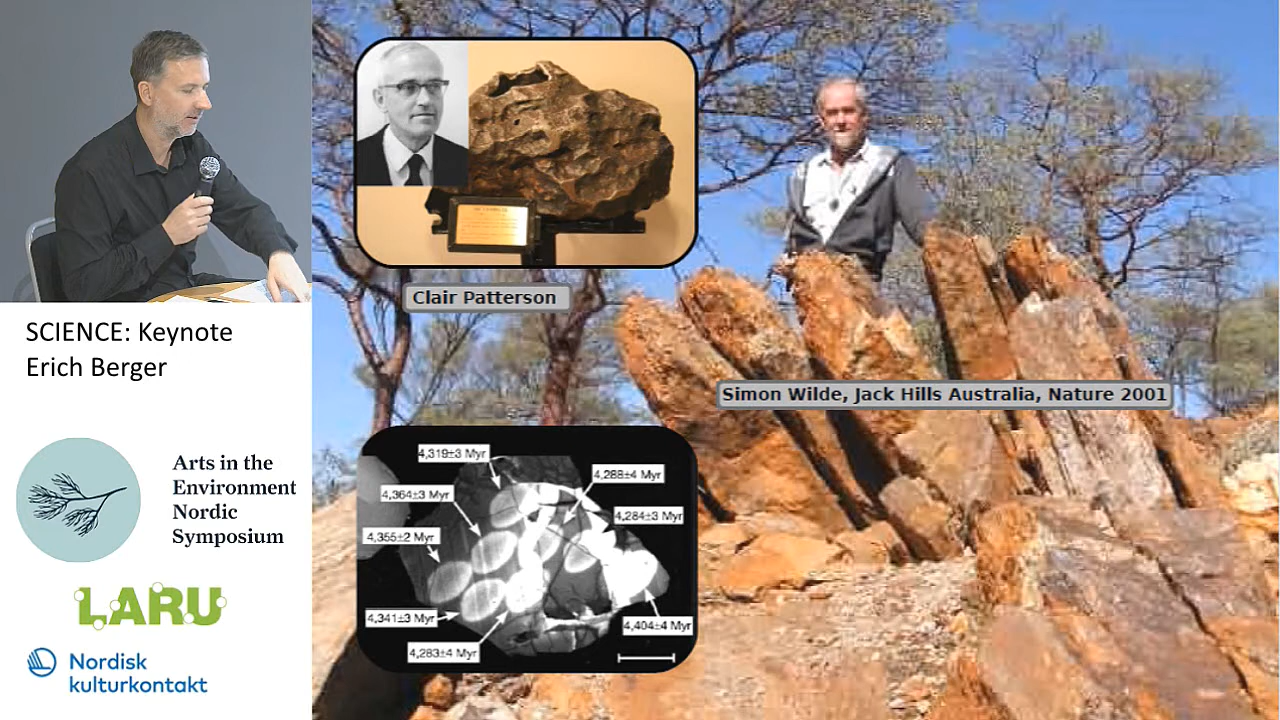 SCIENCE: Keynote
Erich Berger
Arts in the
Environment
Nordic
Symposium
LARU
Nordisk
kulturkontakt
Clair Patterson
Simon Wilde, Jack Hills Australia, Nature 2001
4,319±3 Myr
4,288±4 Myr
4,364±3 Myr
4,284±3 Myr
4,355±2 Myr
4,341±3 Myr
4,404±4 Myr
4,283±4 Myr